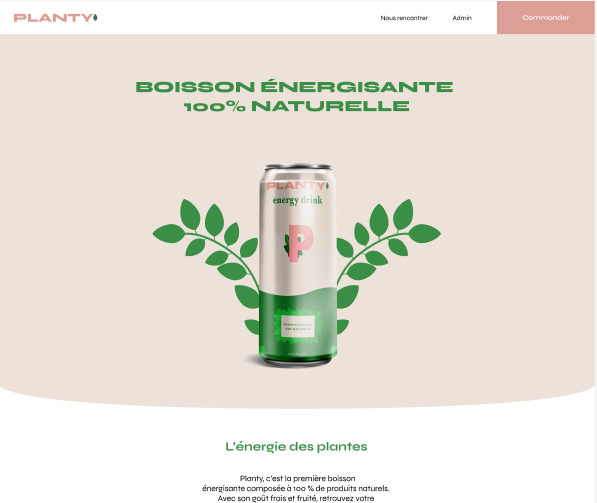 PLANTY
Nous rencontrer
Admin
Commander
BOISSON ÉNERGISANTE
100% NATURELLE
PLANTY
energy drink
P
L'énergie des plantes
Planty, c'est la première boisson
énergisante composée à 100 % de produits naturels.
Avec son goût frais et fruité, retrouvez votre